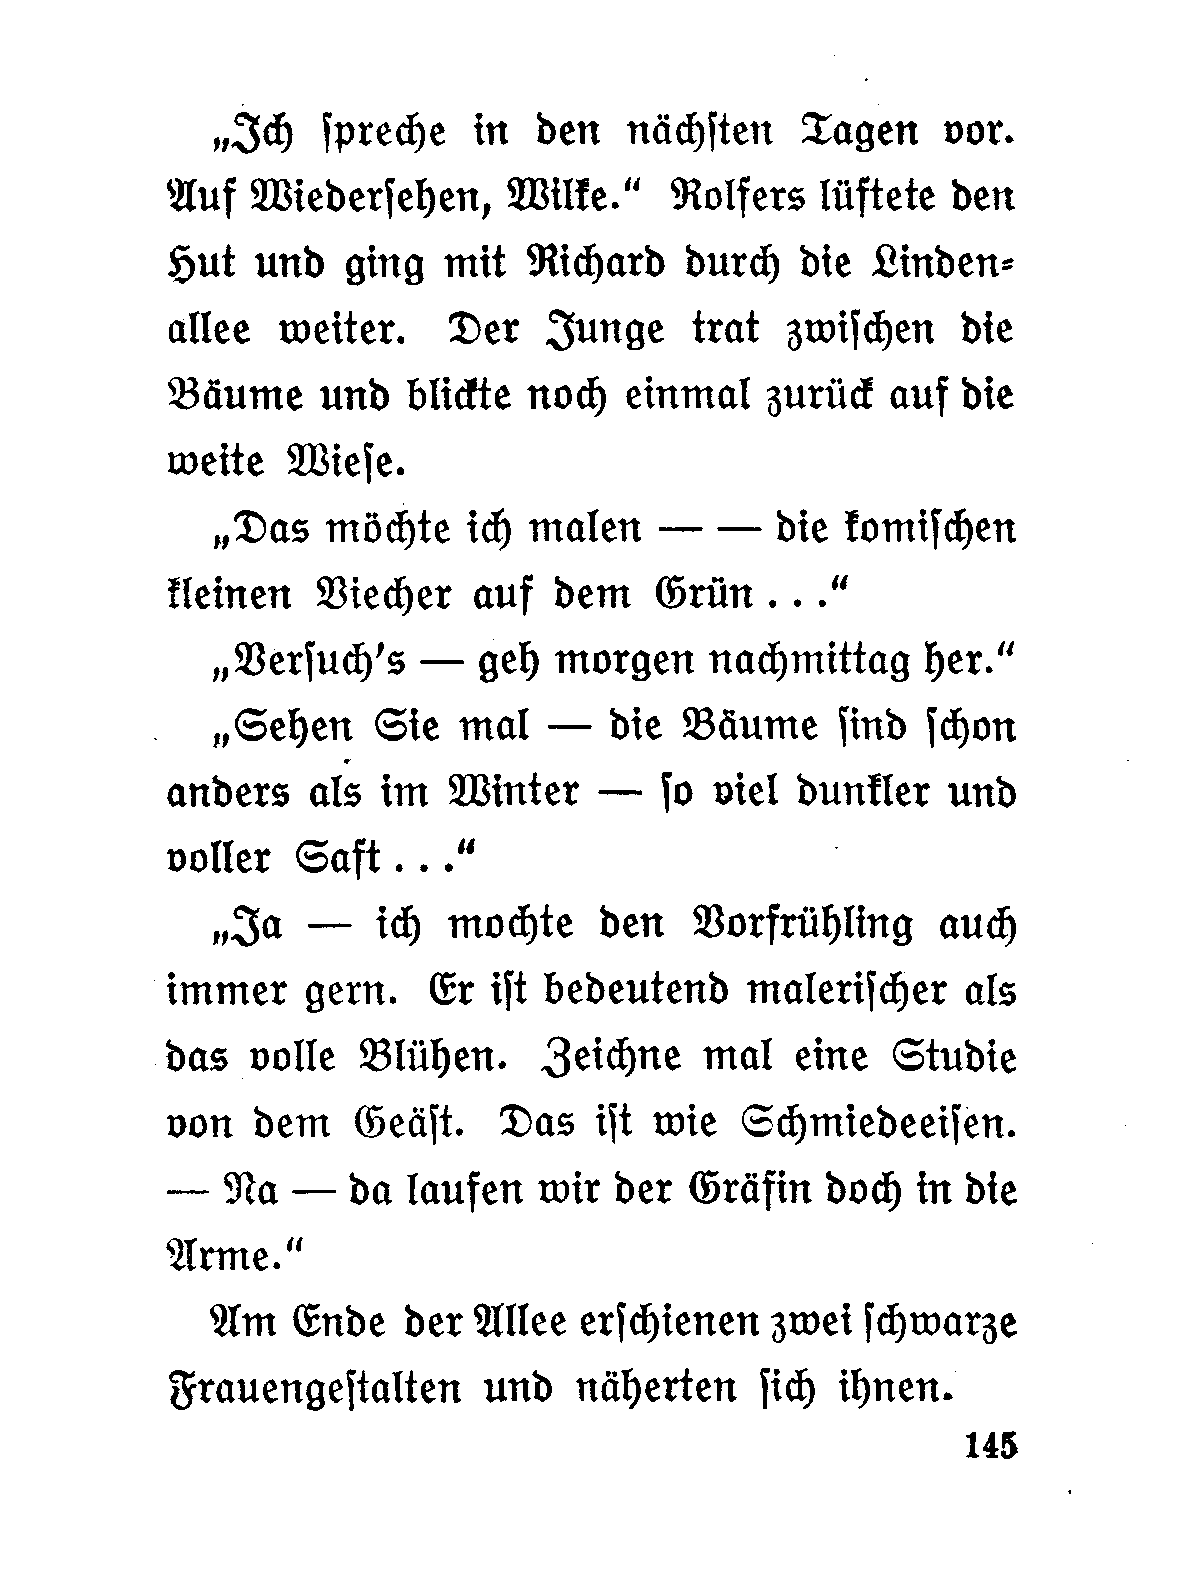 „Ich ſpreche in den nächſten Tagen vor.
Auf Wiederſehen, Wilke.“ Rolfers lüftete den
Hut und ging mit Richard durch die Linden⸗
allee weiter. Der Junge trat zwiſchen die
Bäume und blickte noch einmal zurück auf die
weite Wieſe.
„Das möchte ich malen — — die komiſchen
kleinen Viecher auf dem Grün . . .“
„Verſuch's — geh morgen nachmittag her.“
„Sehen Sie mal — die Bäume ſind ſchon
anders als im Winter — ſo viel dunkler und
voller Saft . . .“
„Ja — ich mochte den Vorfrühling auch
immer gern. Er iſt bedeutend maleriſcher als
das volle Blühen. Zeichne mal eine Studie
von dem Geäſt. Das iſt wie Schmiedeeiſen.
— Na — da laufen wir der Gräfin doch in die
Arme.“
Am Ende der Allee erſchienen zwei ſchwarze
Frauengeſtalten und näherten ſich ihnen.
145